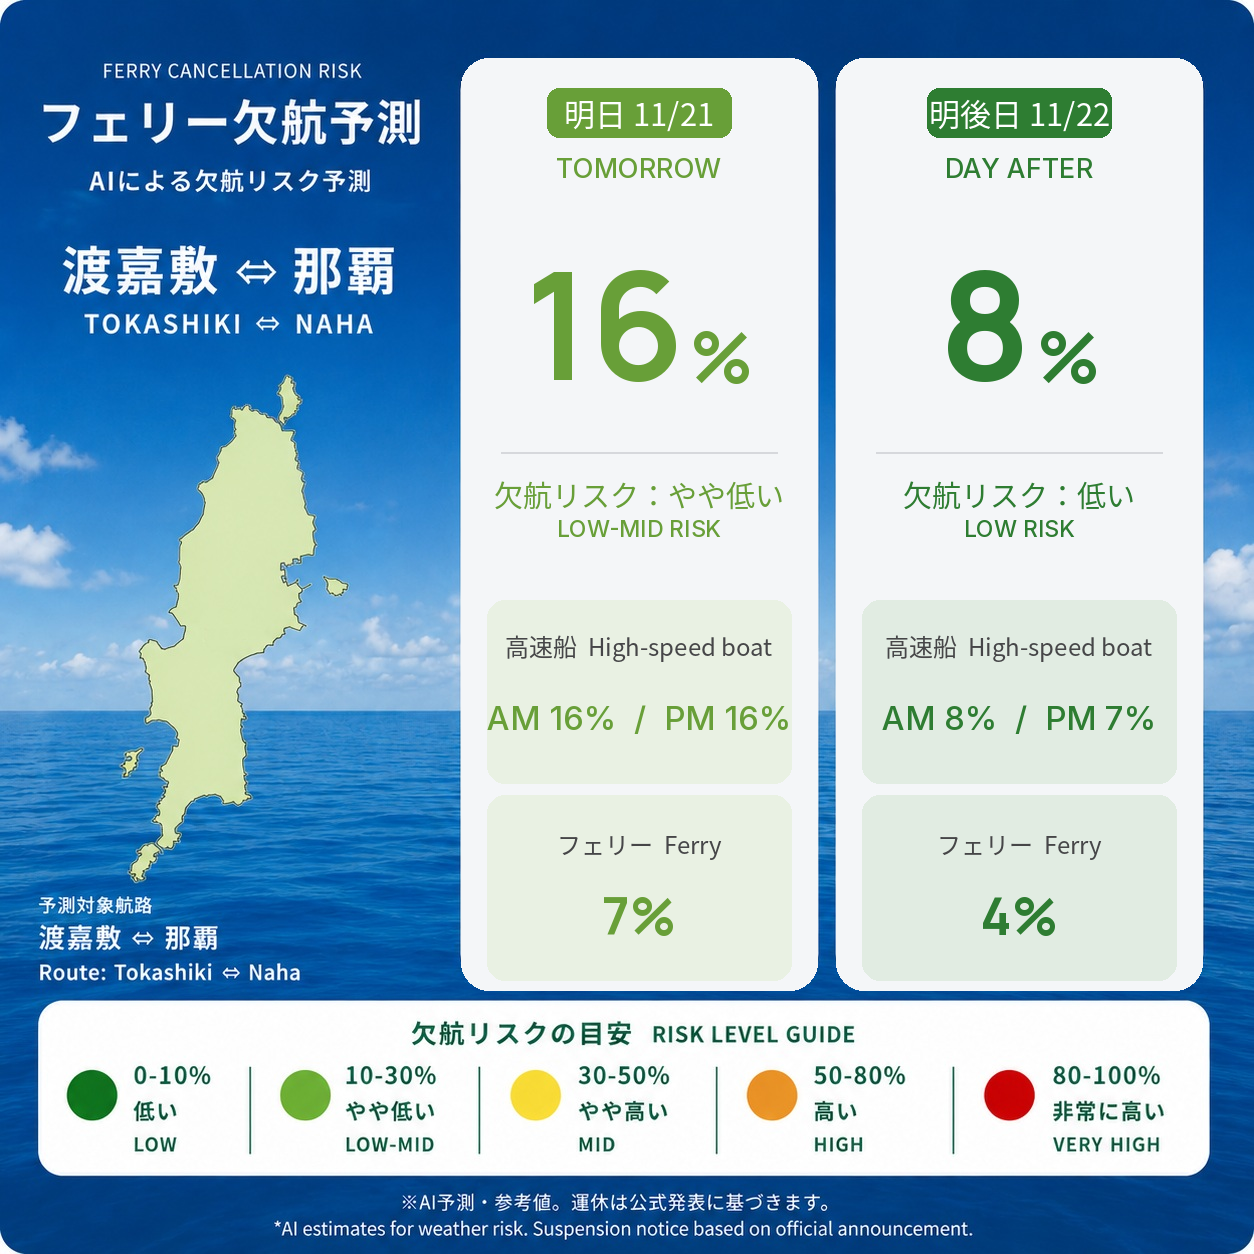 FERRY CANCELLATION RISK
フェリー欠航予測
AIによる欠航リスク予測
渡嘉敷 ⇔ 那覇
TOKASHIKI ⇔ NAHA
予測対象航路
渡嘉敷 ⇔ 那覇
Route: Tokashiki ⇔ Naha
明日 11/21
TOMORROW
16%
欠航リスク：やや低い
LOW-MID RISK
高速船 High-speed boat
AM 16% / PM 16%
フェリー Ferry
7%
明後日 11/22
DAY AFTER
8%
欠航リスク：低い
LOW RISK
高速船 High-speed boat
AM 8% / PM 7%
フェリー Ferry
4%
欠航リスクの目安 RISK LEVEL GUIDE
0-10%
低い
LOW
10-30%
やや低い
LOW-MID
30-50%
やや高い
MID
50-80%
高い
HIGH
80-100%
非常に高い
VERY HIGH
※AI予測・参考値。運休は公式発表に基づきます。
*AI estimates for weather risk. Suspension notice based on official announcement.